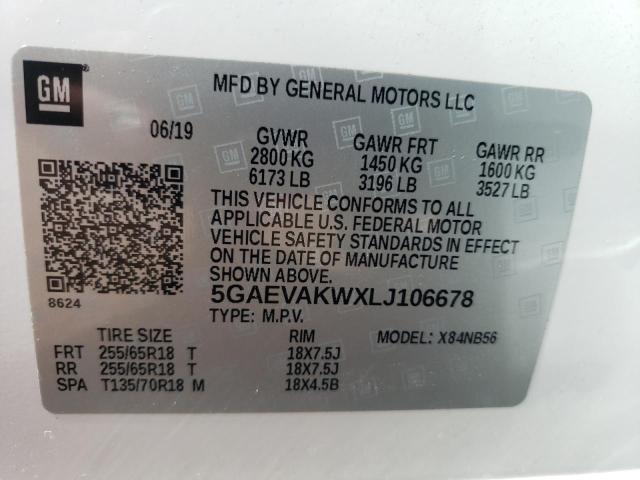 GM
MFD BY GENERAL MOTORS LLC
06/19 GVWR GAWR FRT GAWR RR
2800 KG 1450 KG 1600 KG
6173 LB 3196 LB 3527 LB
THIS VEHICLE CONFORMS TO ALL
APPLICABLE U.S. FEDERAL MOTOR
VEHICLE SAFETY STANDARDS IN EFFECT
ON THE DATE OF MANUFACTURE
SHOWN ABOVE.
8624 5GAEVAKWXLJ106678
TYPE: M.P.V.
TIRE SIZE RIM MODEL: X84NB56
FRT 255/65R18 T 18X7.5J
RR 255/65R18 T 18X7.5J
SPA T135/70R18 M 18X4.5B